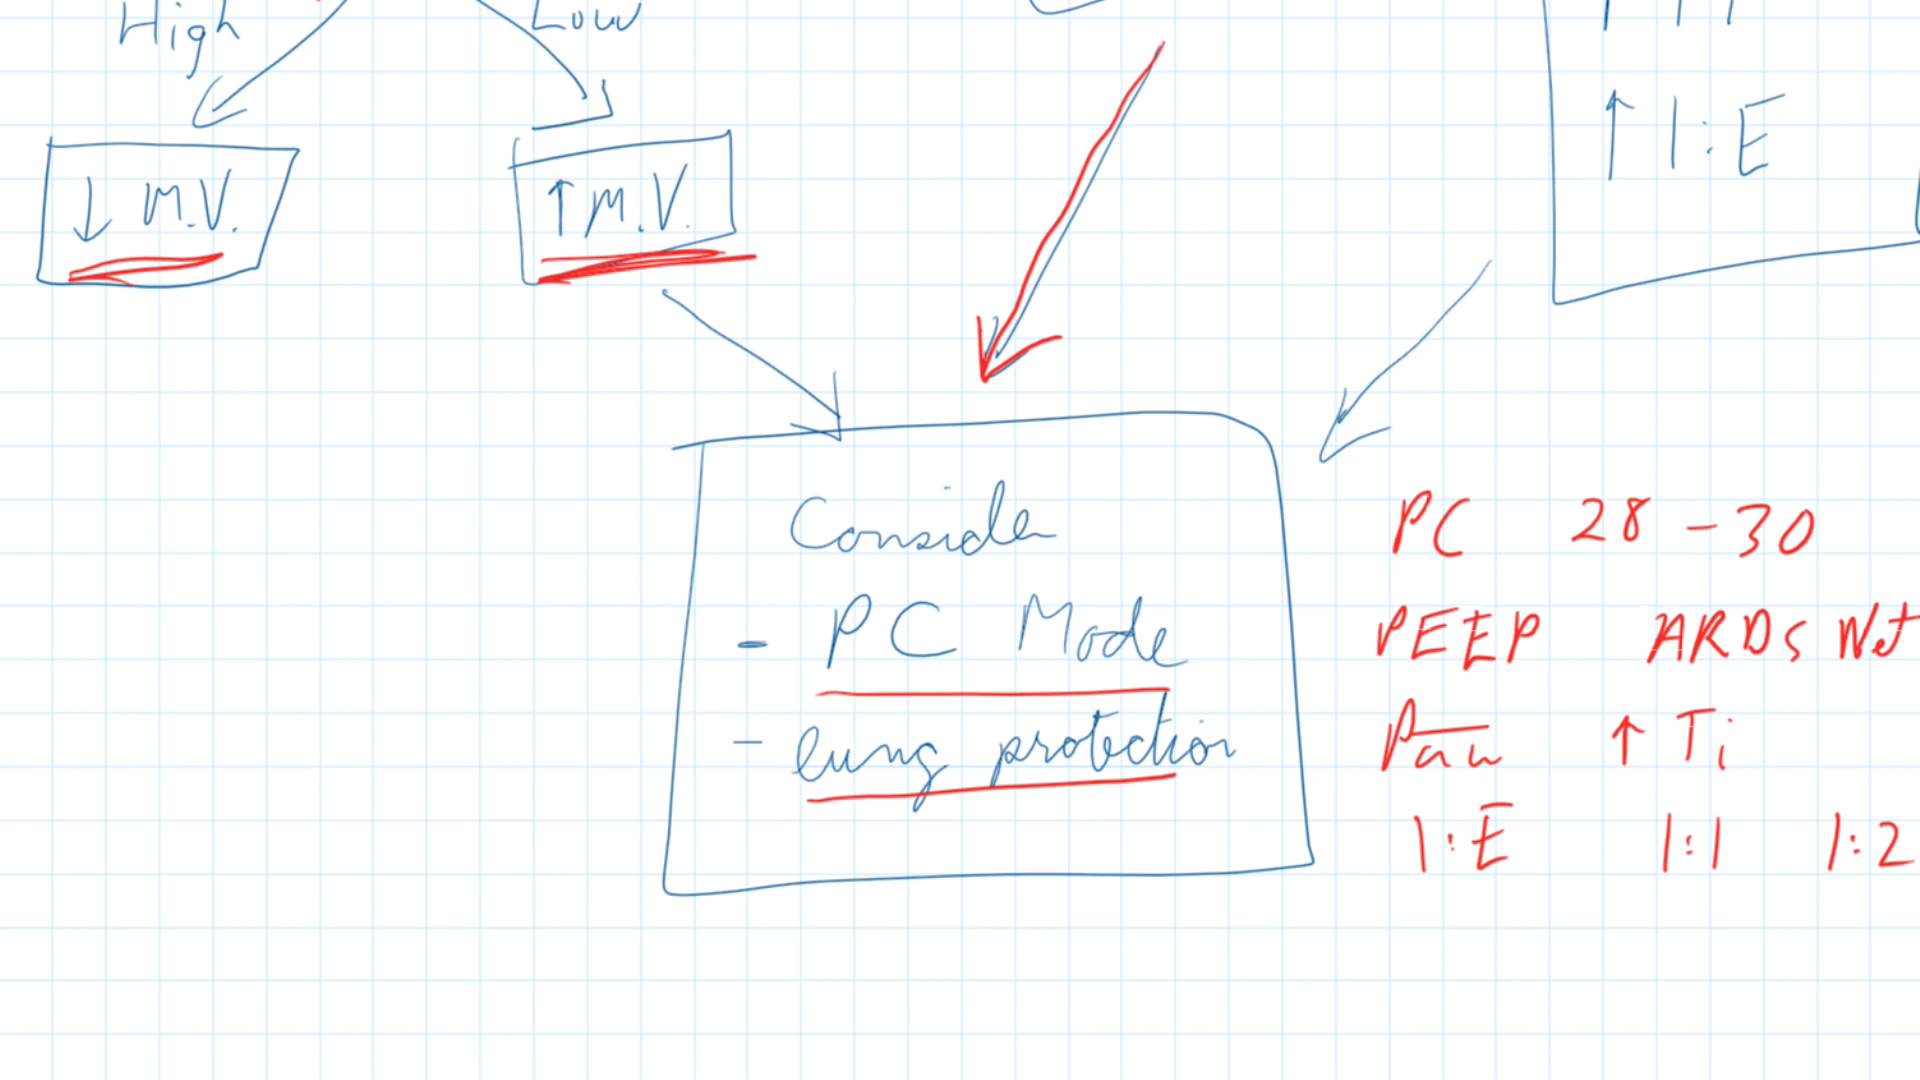 High
Low
↓ M.V.
↑ M.V.
↑ I:E
Consider
- PC Mode
- lung protection
PC 28 - 30
PEEP ARDS Net
Paw ↑ Ti
I:E 1:1 1:2